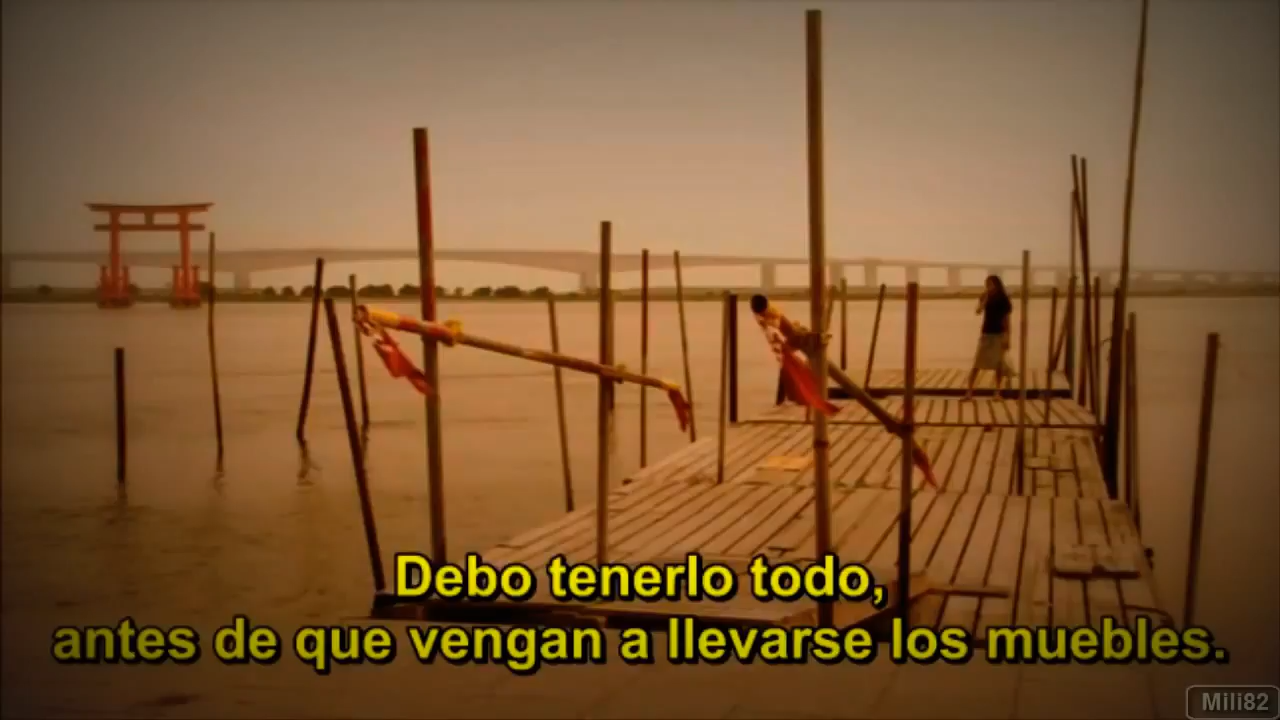 Debo tenerlo todo,
antes de que vengan a llevarse los muebles.
Mili82